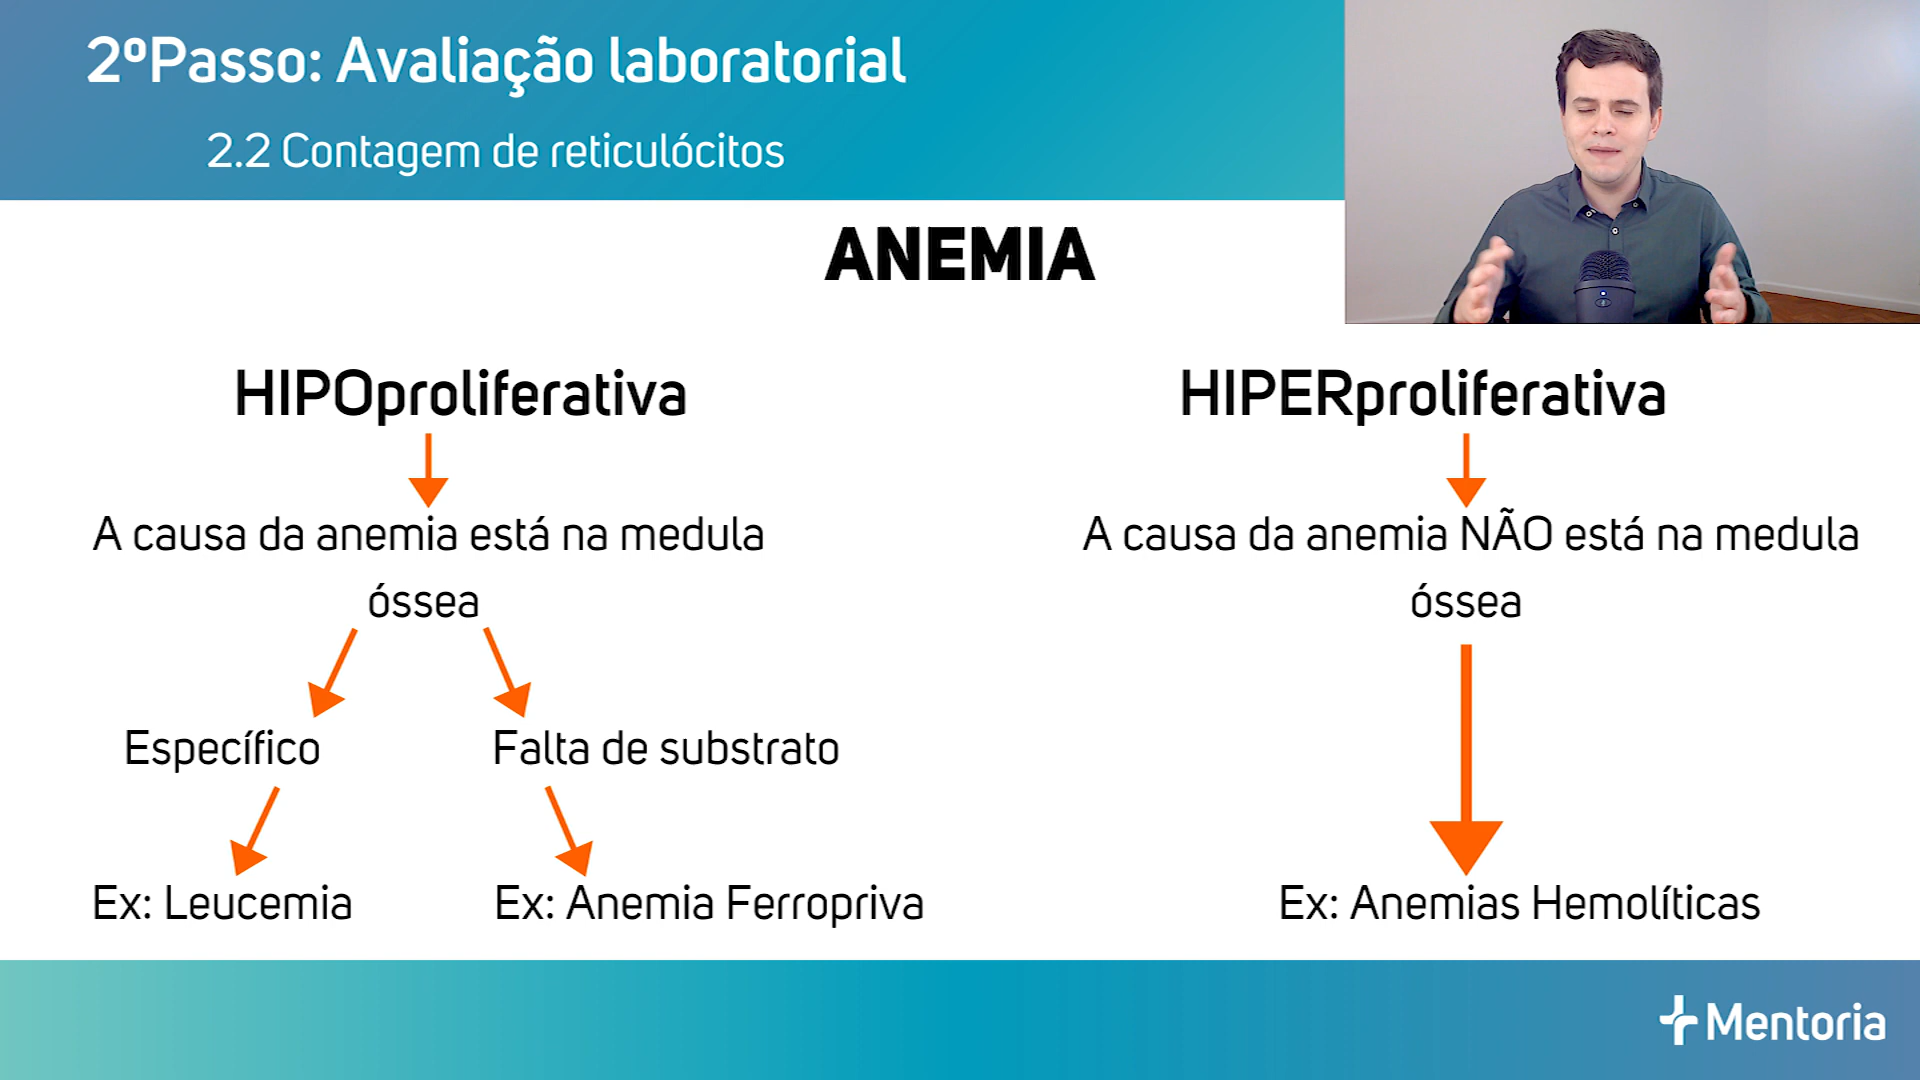 2ºPasso: Avaliação laboratorial
2.2 Contagem de reticulócitos
ANEMIA
HIPOproliferativa
A causa da anemia está na medula
óssea
Específico
Falta de substrato
Ex: Leucemia
Ex: Anemia Ferropriva
HIPERproliferativa
A causa da anemia NÃO está na medula
óssea
Ex: Anemias Hemolíticas
Mentoria